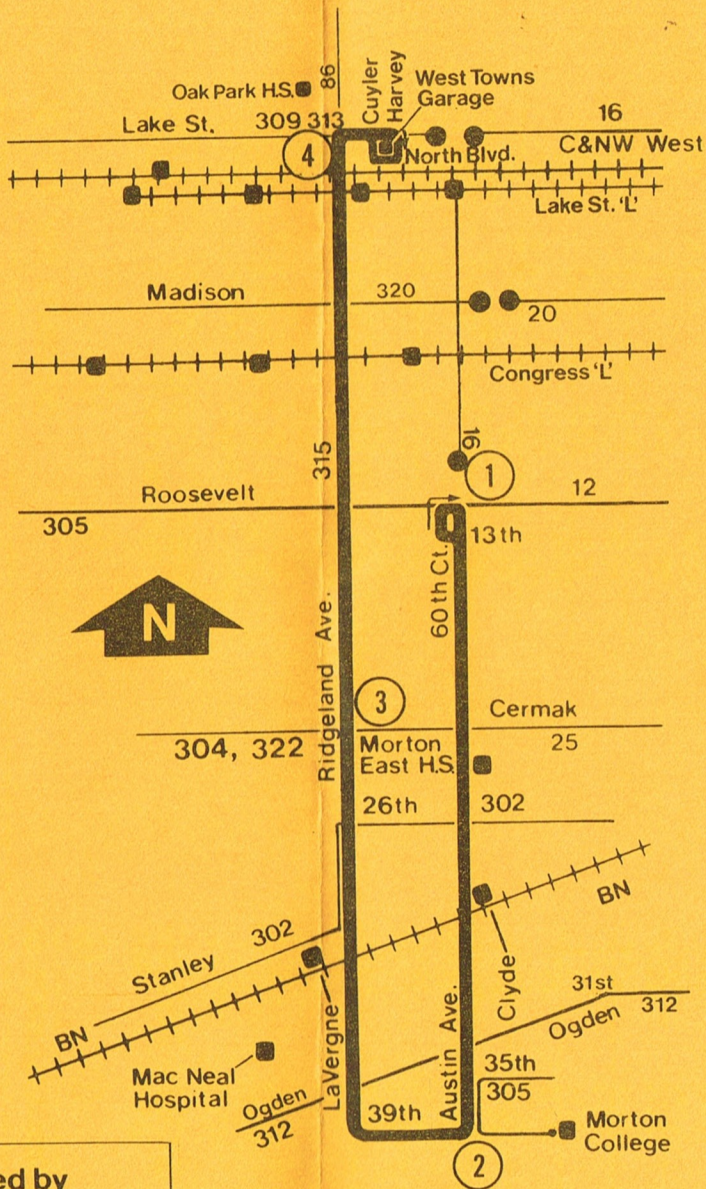 86
Oak Park H.S.
Cuyler
Harvey
West Towns
Garage
Lake St.
309 313
16
4
North Blvd.
C&NW West
Lake St. 'L'
Madison
320
20
Congress 'L'
315
16
1
Roosevelt
12
305
13th
60th Ct.
N
Ridgeland Ave.
3
Cermak
304, 322
Morton
East H.S.
25
26th
302
BN
302
Stanley
Clyde
BN
31st
312
Ogden
LaVergne
Austin Ave.
Mac Neal
Hospital
35th
305
Ogden
312
39th
Morton
College
2
ed by